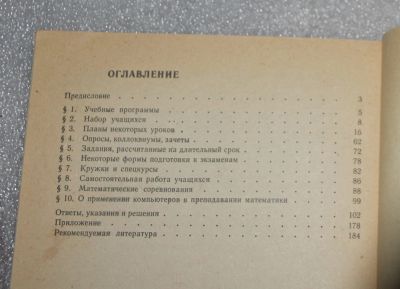 ОГЛАВЛЕНИЕ
Предисловие . . . 3
§ 1. Учебные программы . . . 5
§ 2. Набор учащихся . . . 8
§ 3. Планы некоторых уроков . . . 16
§ 4. Опросы, коллоквиумы, зачеты . . . 62
§ 5. Задания, рассчитанные на длительный срок . . . 72
§ 6. Некоторые формы подготовки к экзаменам . . . 77
§ 7. Кружки и спецкурсы . . . 82
§ 8. Самостоятельная работа учащихся . . . 86
§ 9. Математические соревнования . . . 88
§ 10. О применении компьютеров в преподавании математики . . . 99
Ответы, указания и решения . . . 102
Приложение . . . 178
Рекомендуемая литература . . . 184